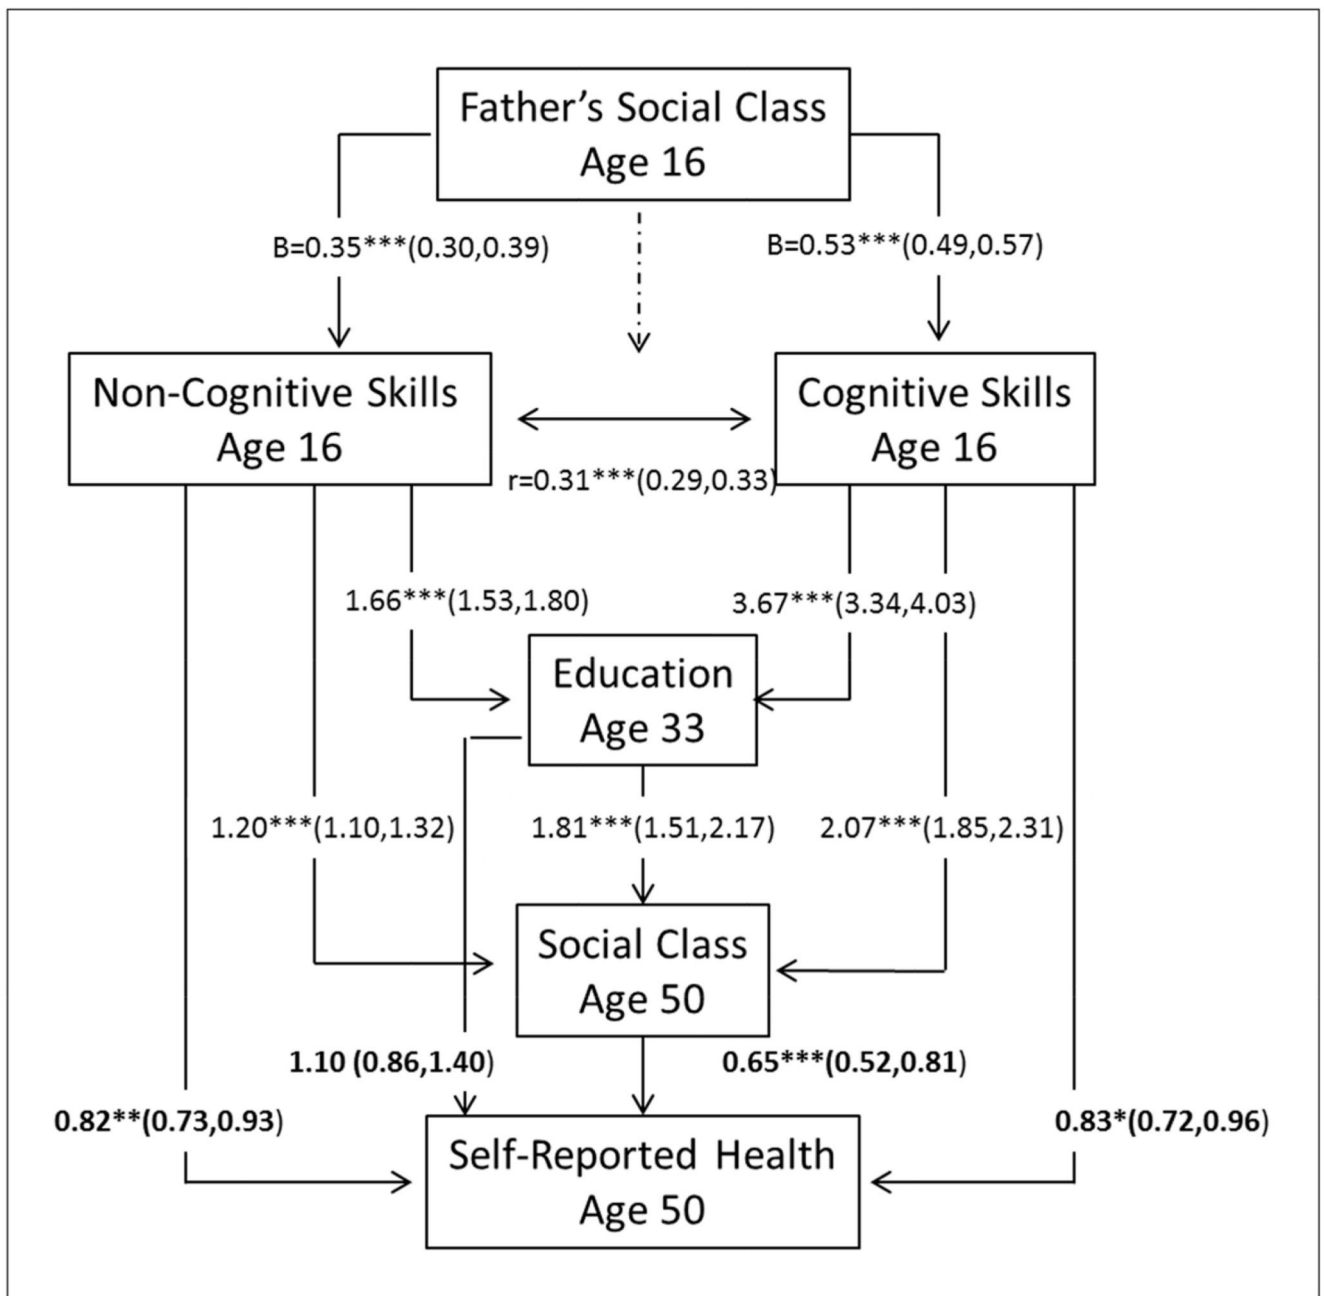 Father’s Social Class
Age 16
B=0.35***(0.30,0.39)
B=0.53***(0.49,0.57)
Non-Cognitive Skills
Age 16
Cognitive Skills
Age 16
r=0.31***(0.29,0.33)
1.66***(1.53,1.80)
3.67***(3.34,4.03)
Education
Age 33
1.20***(1.10,1.32)
1.81***(1.51,2.17)
2.07***(1.85,2.31)
Social Class
Age 50
1.10 (0.86,1.40)
0.65***(0.52,0.81)
0.82**(0.73,0.93)
0.83*(0.72,0.96)
Self-Reported Health
Age 50